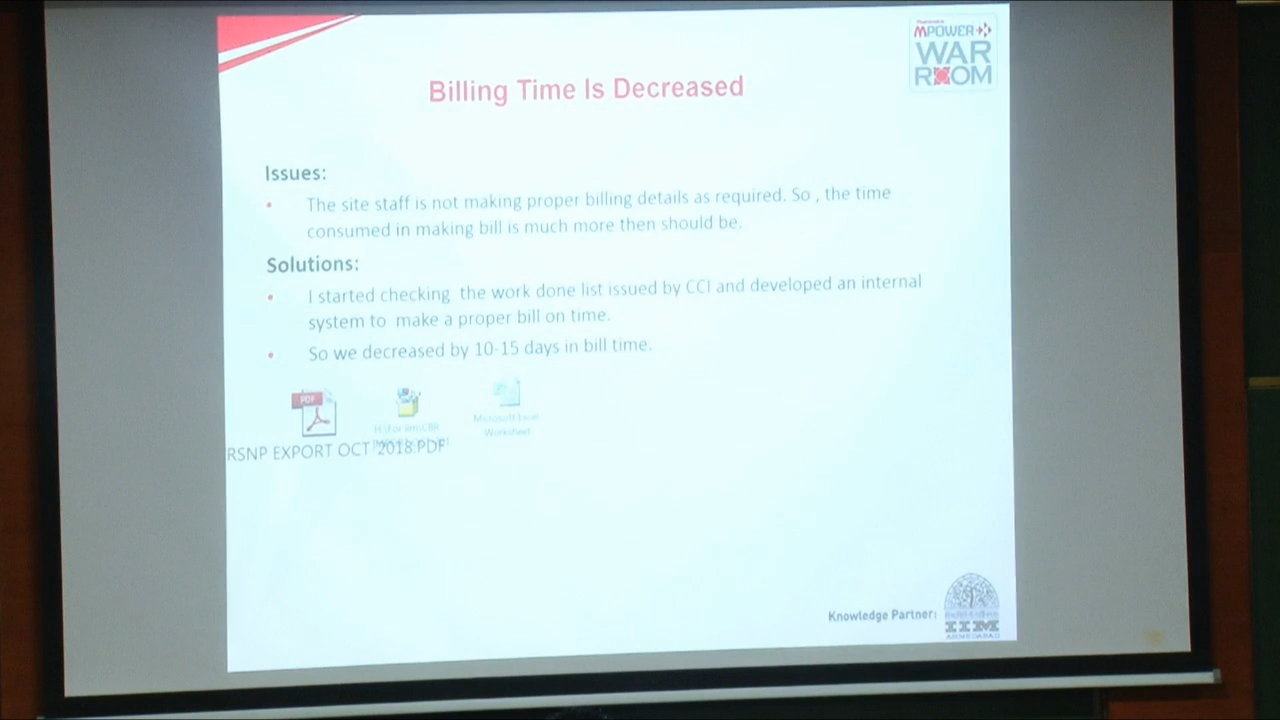 Mahindra
MPOWER
WAR
ROOM
Billing Time Is Decreased
Issues:
• The site staff is not making proper billing details as required. So , the time
consumed in making bill is much more then should be.
Solutions:
• I started checking the work done list issued by CCI and developed an internal
system to make a proper bill on time.
• So we decreased by 10-15 days in bill time.
PDF
Microsoft Excel
Worksheet
RSNP EXPORT OCT 2018.PDF
Knowledge Partner:
IIM
AHMEDABAD